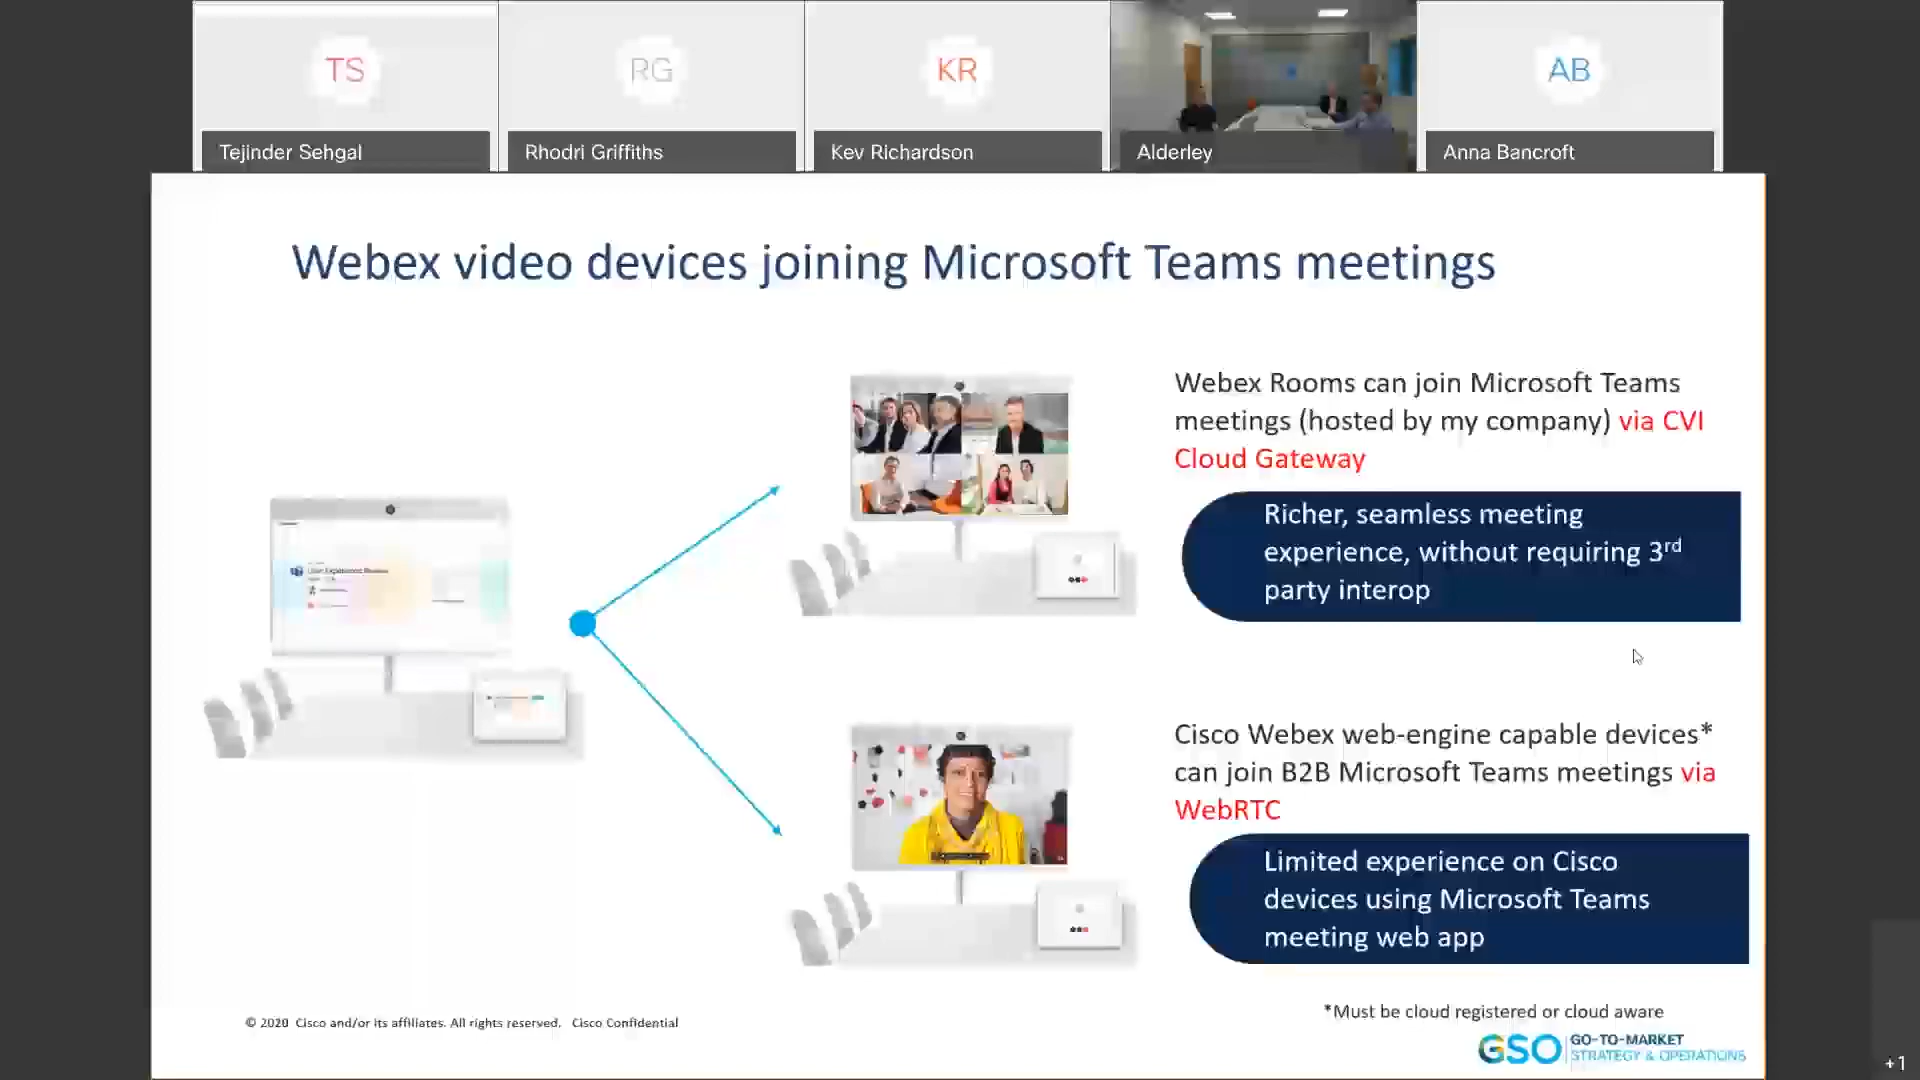 TS
RG
KR
AB
Tejinder Sehgal
Rhodri Griffiths
Kev Richardson
Alderley
Anna Bancroft
Webex video devices joining Microsoft Teams meetings
Webex Rooms can join Microsoft Teams
meetings (hosted by my company) via CVI
Cloud Gateway
Richer, seamless meeting
experience, without requiring 3rd
party interop
Cisco Webex web-engine capable devices*
can join B2B Microsoft Teams meetings via
WebRTC
Limited experience on Cisco
devices using Microsoft Teams
meeting web app
*Must be cloud registered or cloud aware
© 2020 Cisco and/or its affiliates. All rights reserved. Cisco Confidential
GSO GO-TO-MARKET
STRATEGY & OPERATIONS
+1